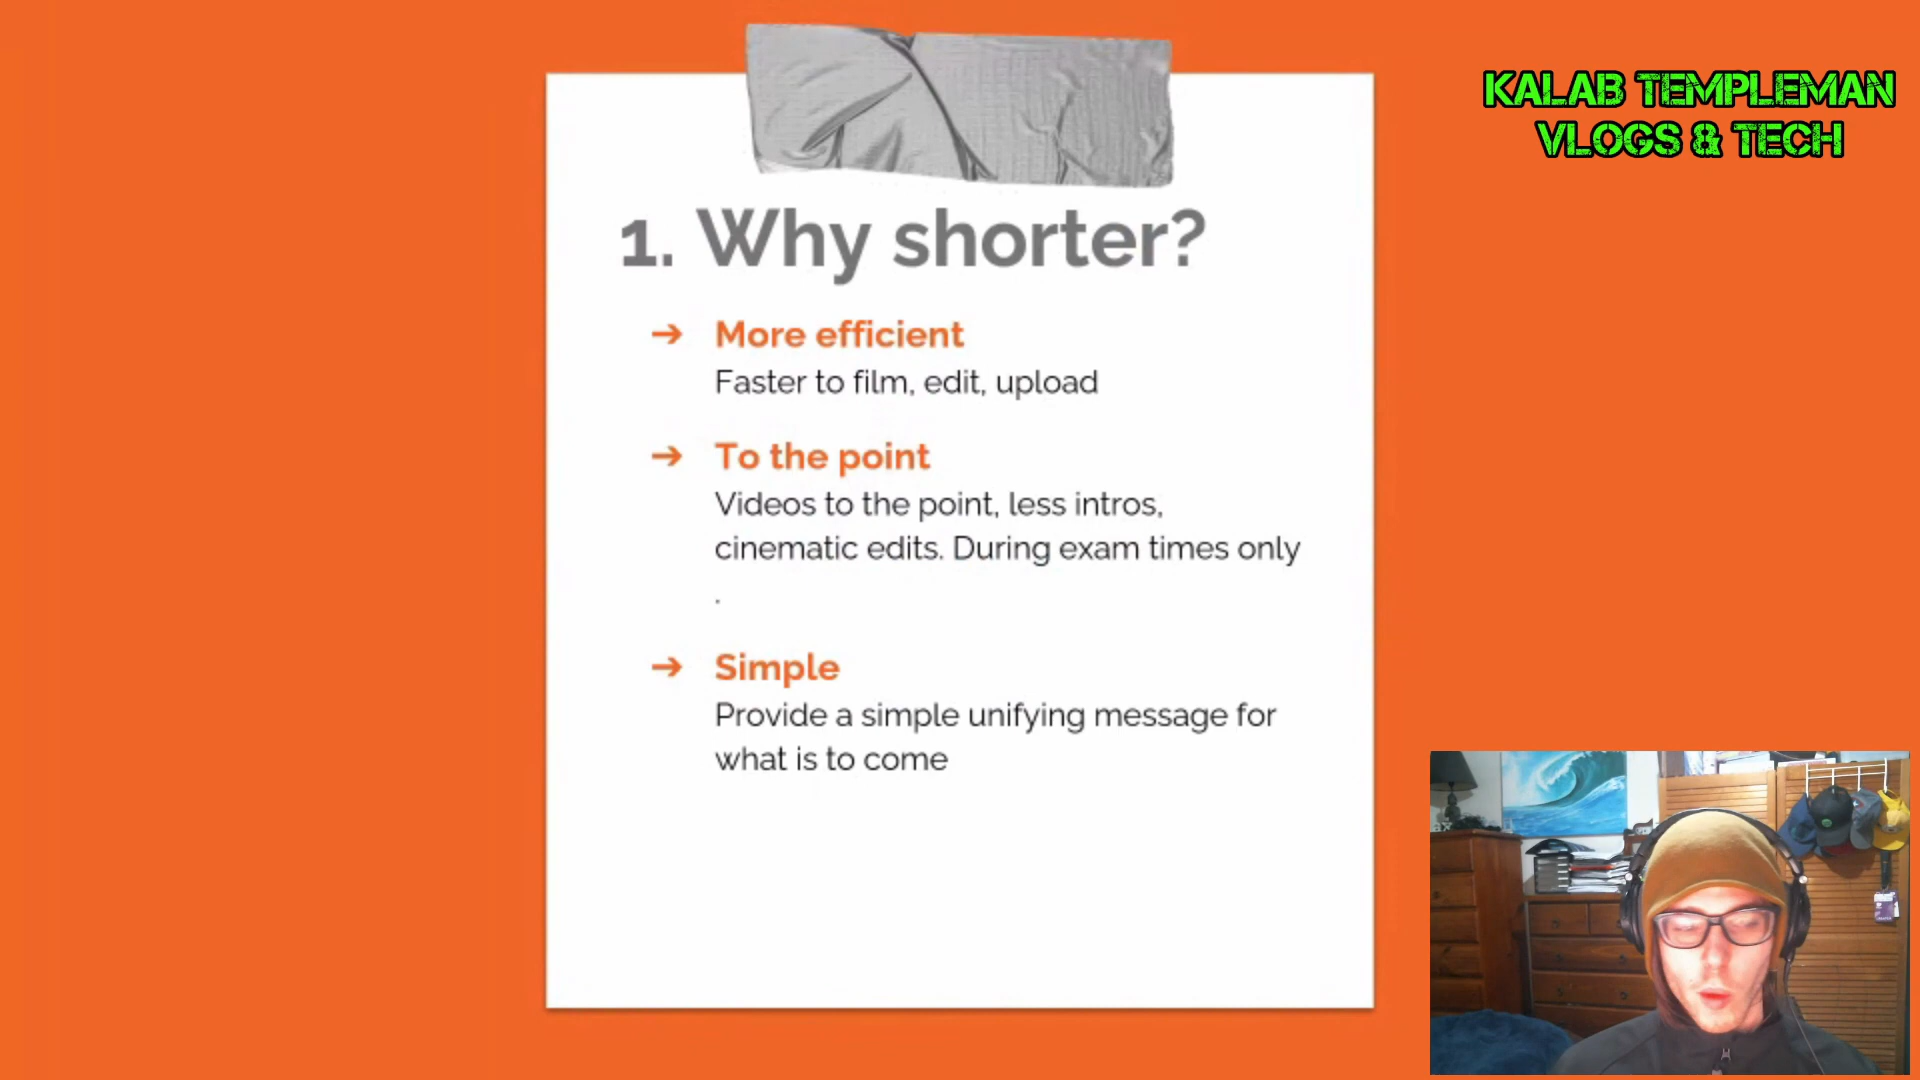 KALAB TEMPLEMAN
VLOGS & TECH
1. Why shorter?
➔ More efficient
Faster to film, edit, upload
➔ To the point
Videos to the point, less intros,
cinematic edits. During exam times only
.
➔ Simple
Provide a simple unifying message for
what is to come